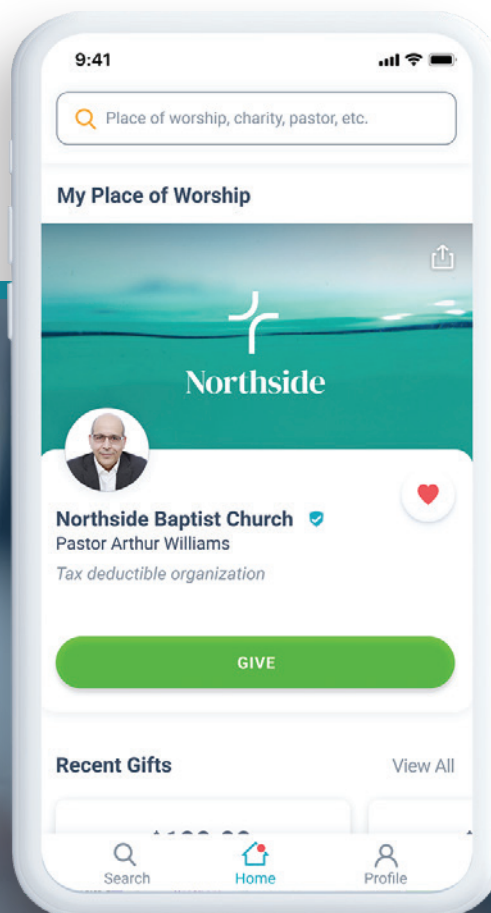 9:41
Place of worship, charity, pastor, etc.
My Place of Worship
Northside
Northside Baptist Church
Pastor Arthur Williams
Tax deductible organization
GIVE
Recent Gifts
View All
Search
Home
Profile